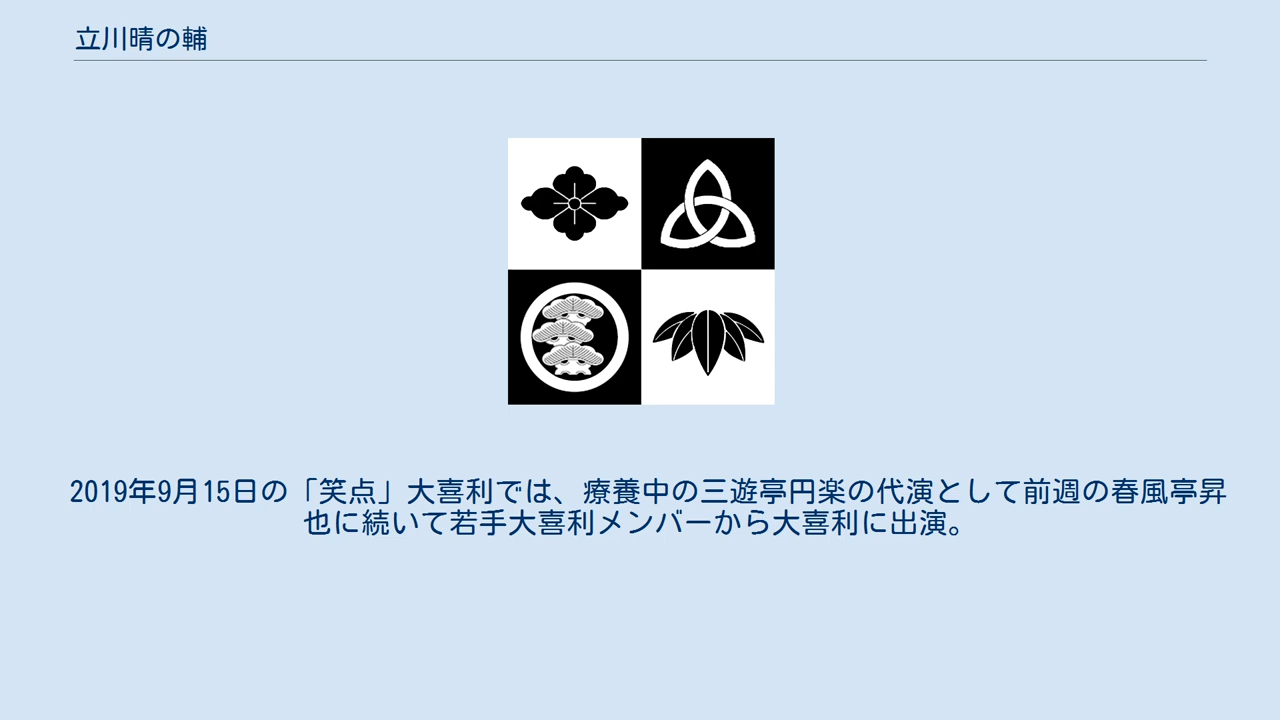 立川晴の輔
2019年9月15日の「笑点」大喜利では、療養中の三遊亭円楽の代演として前週の春風亭昇
也に続いて若手大喜利メンバーから大喜利に出演。